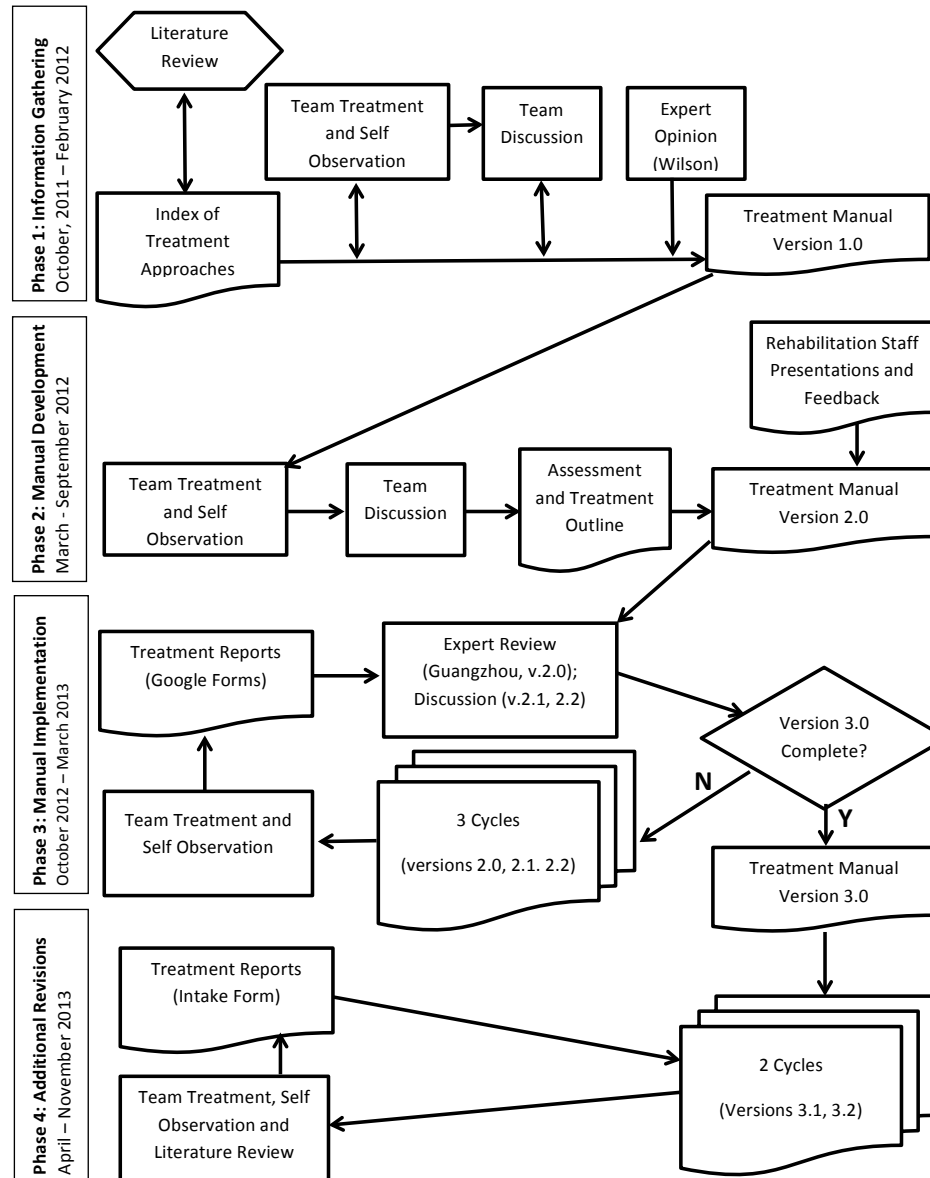 Phase 1: Information Gathering
October, 2011 – February 2012
Literature
Review
Team Treatment
and Self
Observation
Team
Discussion
Expert
Opinion
(Wilson)
Index of
Treatment
Approaches
Treatment Manual
Version 1.0
Phase 2: Manual Development
March - September 2012
Rehabilitation Staff
Presentations and
Feedback
Team Treatment
and Self
Observation
Team
Discussion
Assessment
and Treatment
Outline
Treatment Manual
Version 2.0
Phase 3: Manual Implementation
October 2012 – March 2013
Treatment Reports
(Google Forms)
Expert Review
(Guangzhou, v.2.0);
Discussion (v.2.1, 2.2)
Version 3.0
Complete?
N
Y
Team Treatment and
Self Observation
3 Cycles
(versions 2.0, 2.1. 2.2)
Treatment Manual
Version 3.0
Phase 4: Additional Revisions
April – November 2013
Treatment Reports
(Intake Form)
Team Treatment, Self
Observation and
Literature Review
2 Cycles
(Versions 3.1, 3.2)